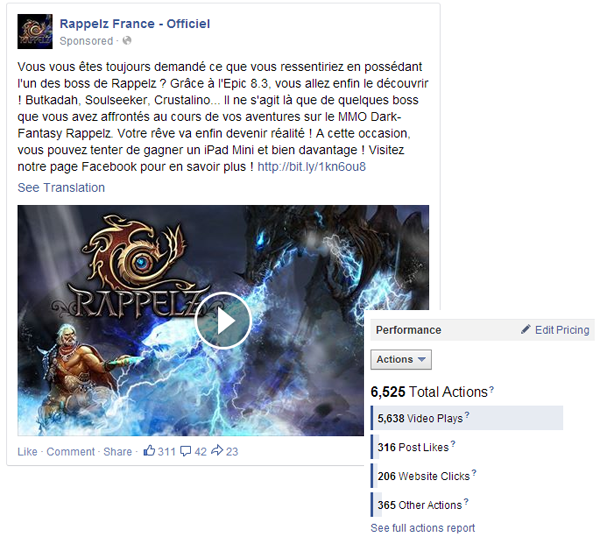 Rappelz France - Officiel
Sponsored ·
Vous vous êtes toujours demandé ce que vous ressentiriez en possédant
l'un des boss de Rappelz ? Grâce à l'Epic 8.3, vous allez enfin le découvrir
! Butkadah, Soulseeker, Crustalino... Il ne s'agit là que de quelques boss
que vous avez affrontés au cours de vos aventures sur le MMO Dark-
Fantasy Rappelz. Votre rêve va enfin devenir réalité ! A cette occasion,
vous pouvez tenter de gagner un iPad Mini et bien davantage ! Visitez
notre page Facebook pour en savoir plus ! http://bit.ly/1kn6ou8
See Translation
RAPPELZ
Like · Comment · Share · 311 42 23
Performance
Edit Pricing
Actions
6,525 Total Actions?
5,638 Video Plays?
316 Post Likes?
206 Website Clicks?
365 Other Actions?
See full actions report